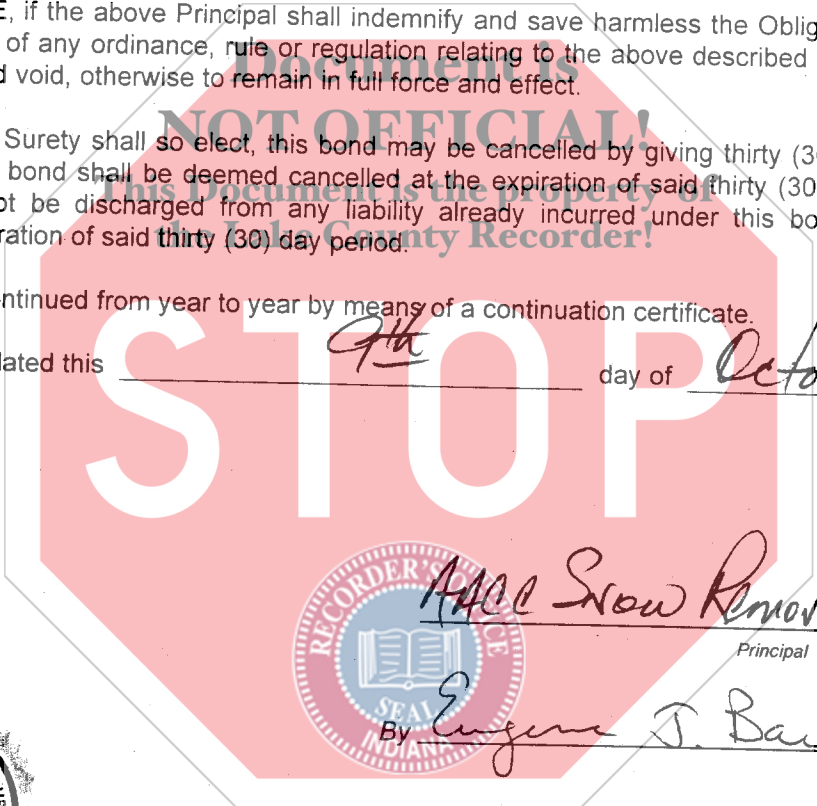 E, if the above Principal shall indemnify and save harmless the Oblig
of any ordinance, rule or regulation relating to the above described
d void, otherwise to remain in full force and effect.
Document is
NOT OFFICIAL!
This Document is the property of
the Lake County Recorder!
Surety shall so elect, this bond may be cancelled by giving thirty (3
bond shall be deemed cancelled at the expiration of said thirty (30
ot be discharged from any liability already incurred under this bo
ration of said thirty (30) day period.
ntinued from year to year by means of a continuation certificate.
lated this 9th day of Octo
STOP
RECORDER'S OFFICE
SEAL
INDIANA
AACC Snow Remov
Principal
By Eugene J. Bau